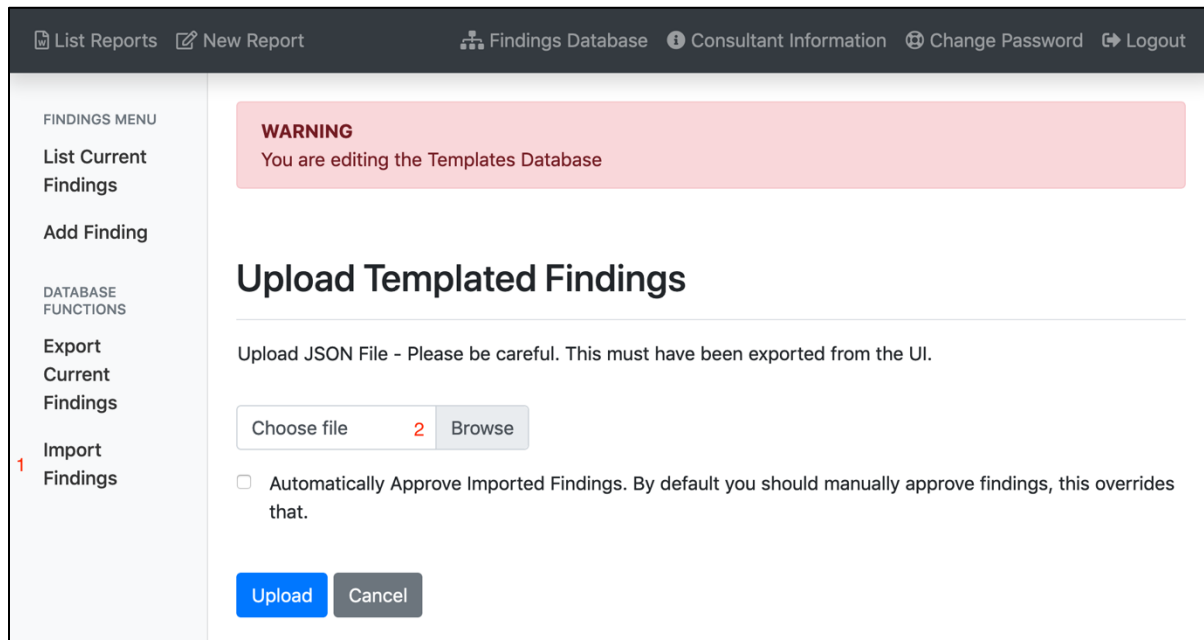 List Reports New Report Findings Database Consultant Information Change Password Logout
FINDINGS MENU
List Current
Findings
Add Finding
DATABASE
FUNCTIONS
Export
Current
Findings
1 Import
Findings
WARNING
You are editing the Templates Database
Upload Templated Findings
Upload JSON File - Please be careful. This must have been exported from the UI.
Choose file 2 Browse
Automatically Approve Imported Findings. By default you should manually approve findings, this overrides
that.
Upload Cancel